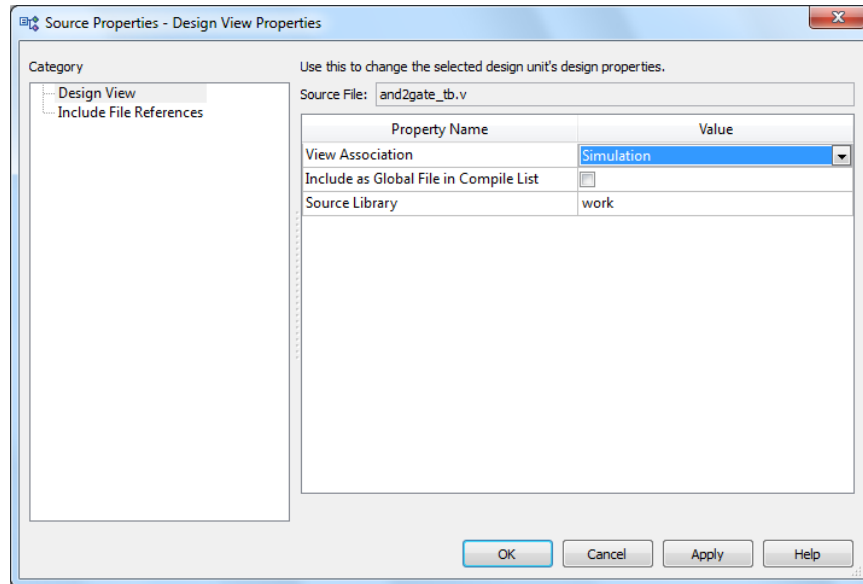 Source Properties - Design View Properties
Category
Design View
Include File References
Use this to change the selected design unit's design properties.
Source File: and2gate_tb.v
Property Name Value
View Association Simulation
Include as Global File in Compile List
Source Library work
OK Cancel Apply Help